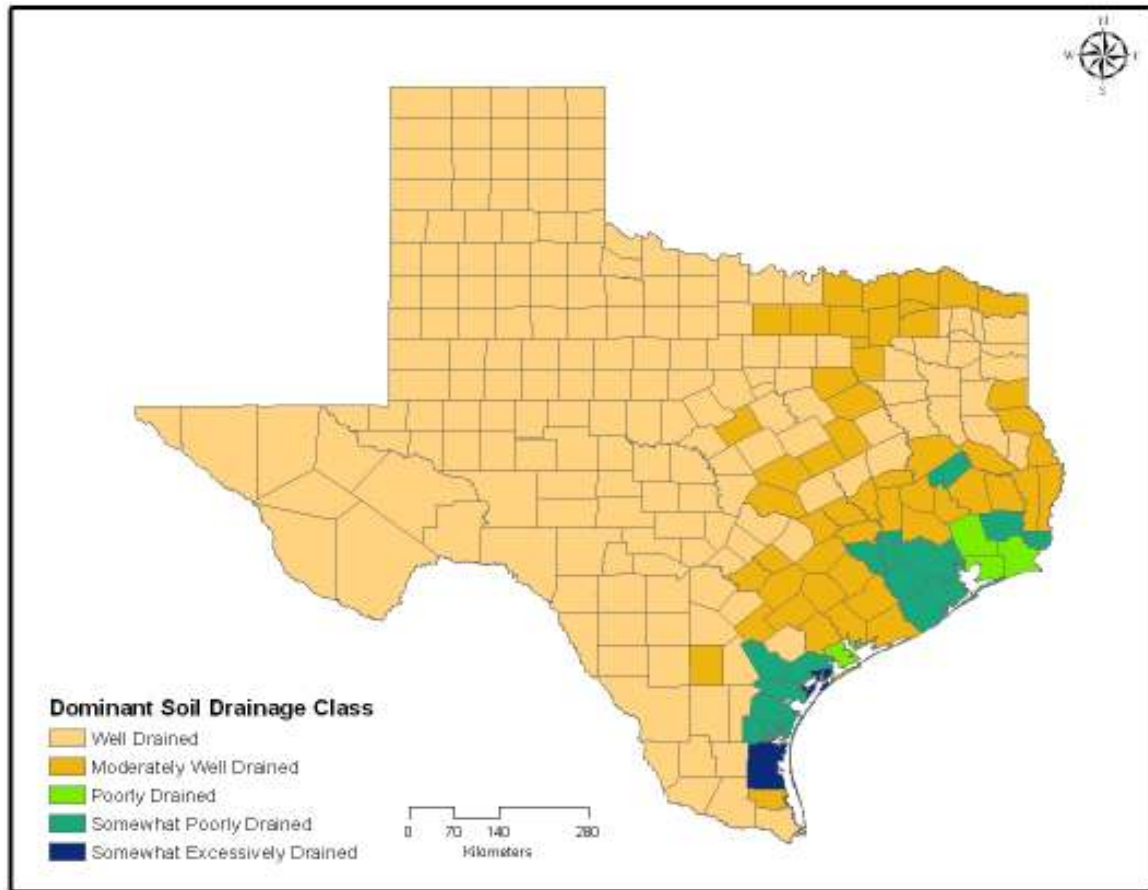 N
W E
S
Dominant Soil Drainage Class
Well Drained
Moderately Well Drained
Poorly Drained
Somewhat Poorly Drained
Somewhat Excessively Drained
0 70 140 280
Kilometers